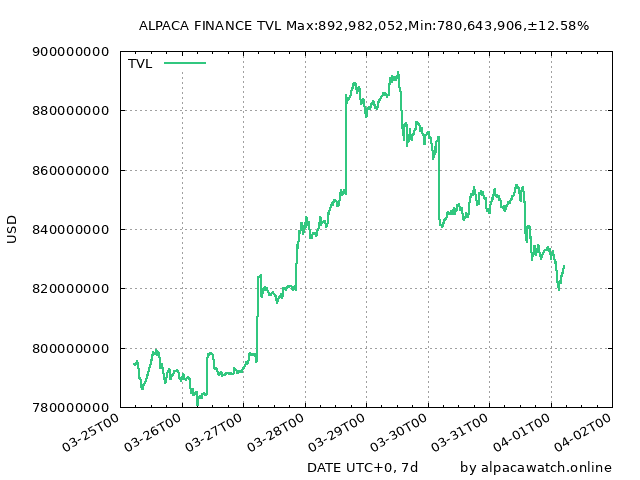 ALPACA FINANCE TVL Max:892,982,052,Min:780,643,906,±12.58%
TVL
900000000
880000000
860000000
840000000
820000000
800000000
780000000
USD
03-25T00
03-26T00
03-27T00
03-28T00
03-29T00
03-30T00
03-31T00
04-01T00
04-02T00
DATE UTC+0, 7d
by alpacawatch.online